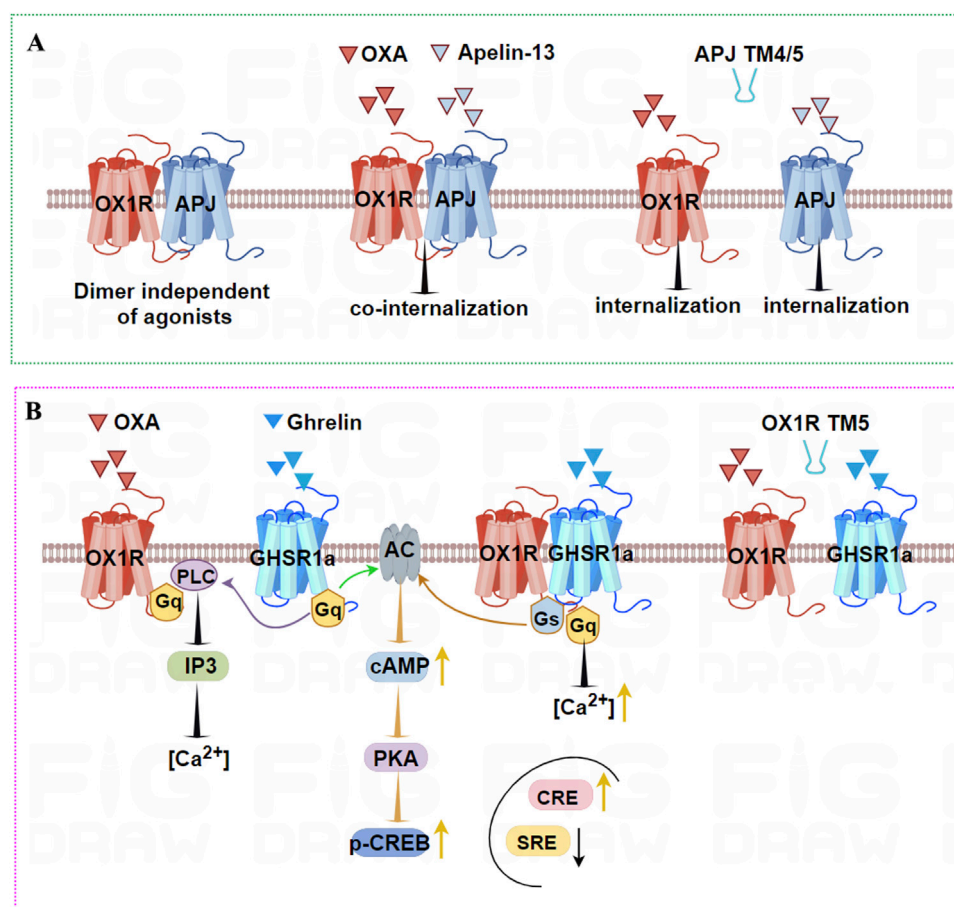 A
OXA
Apelin-13
APJ TM4/5
OX1R
APJ
OX1R
APJ
OX1R
APJ
Dimer independent
of agonists
co-internalization
internalization
internalization
B
OXA
Ghrelin
OX1R TM5
OX1R
GHSR1a
AC
OX1R
GHSR1a
OX1R
GHSR1a
PLC
Gq
Gq
Gs
Gq
IP3
cAMP
[Ca2+]
[Ca2+]
PKA
CRE
p-CREB
SRE
FIG
DRAW